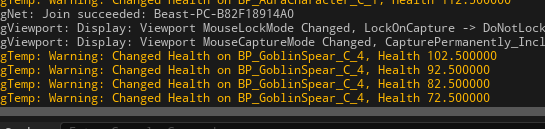 gTemp: Warning: Changed Health on BP_AuraCharacter_C_1, Health 112.500000
gNet: Join succeeded: Beast-PC-B82F18914A0
gViewport: Display: Viewport MouseLockMode Changed, LockOnCapture -> DoNotLock
gViewport: Display: Viewport MouseCaptureMode Changed, CapturePermanently_Incl
gTemp: Warning: Changed Health on BP_GoblinSpear_C_4, Health 102.500000
gTemp: Warning: Changed Health on BP_GoblinSpear_C_4, Health 92.500000
gTemp: Warning: Changed Health on BP_GoblinSpear_C_4, Health 82.500000
gTemp: Warning: Changed Health on BP_GoblinSpear_C_4, Health 72.500000